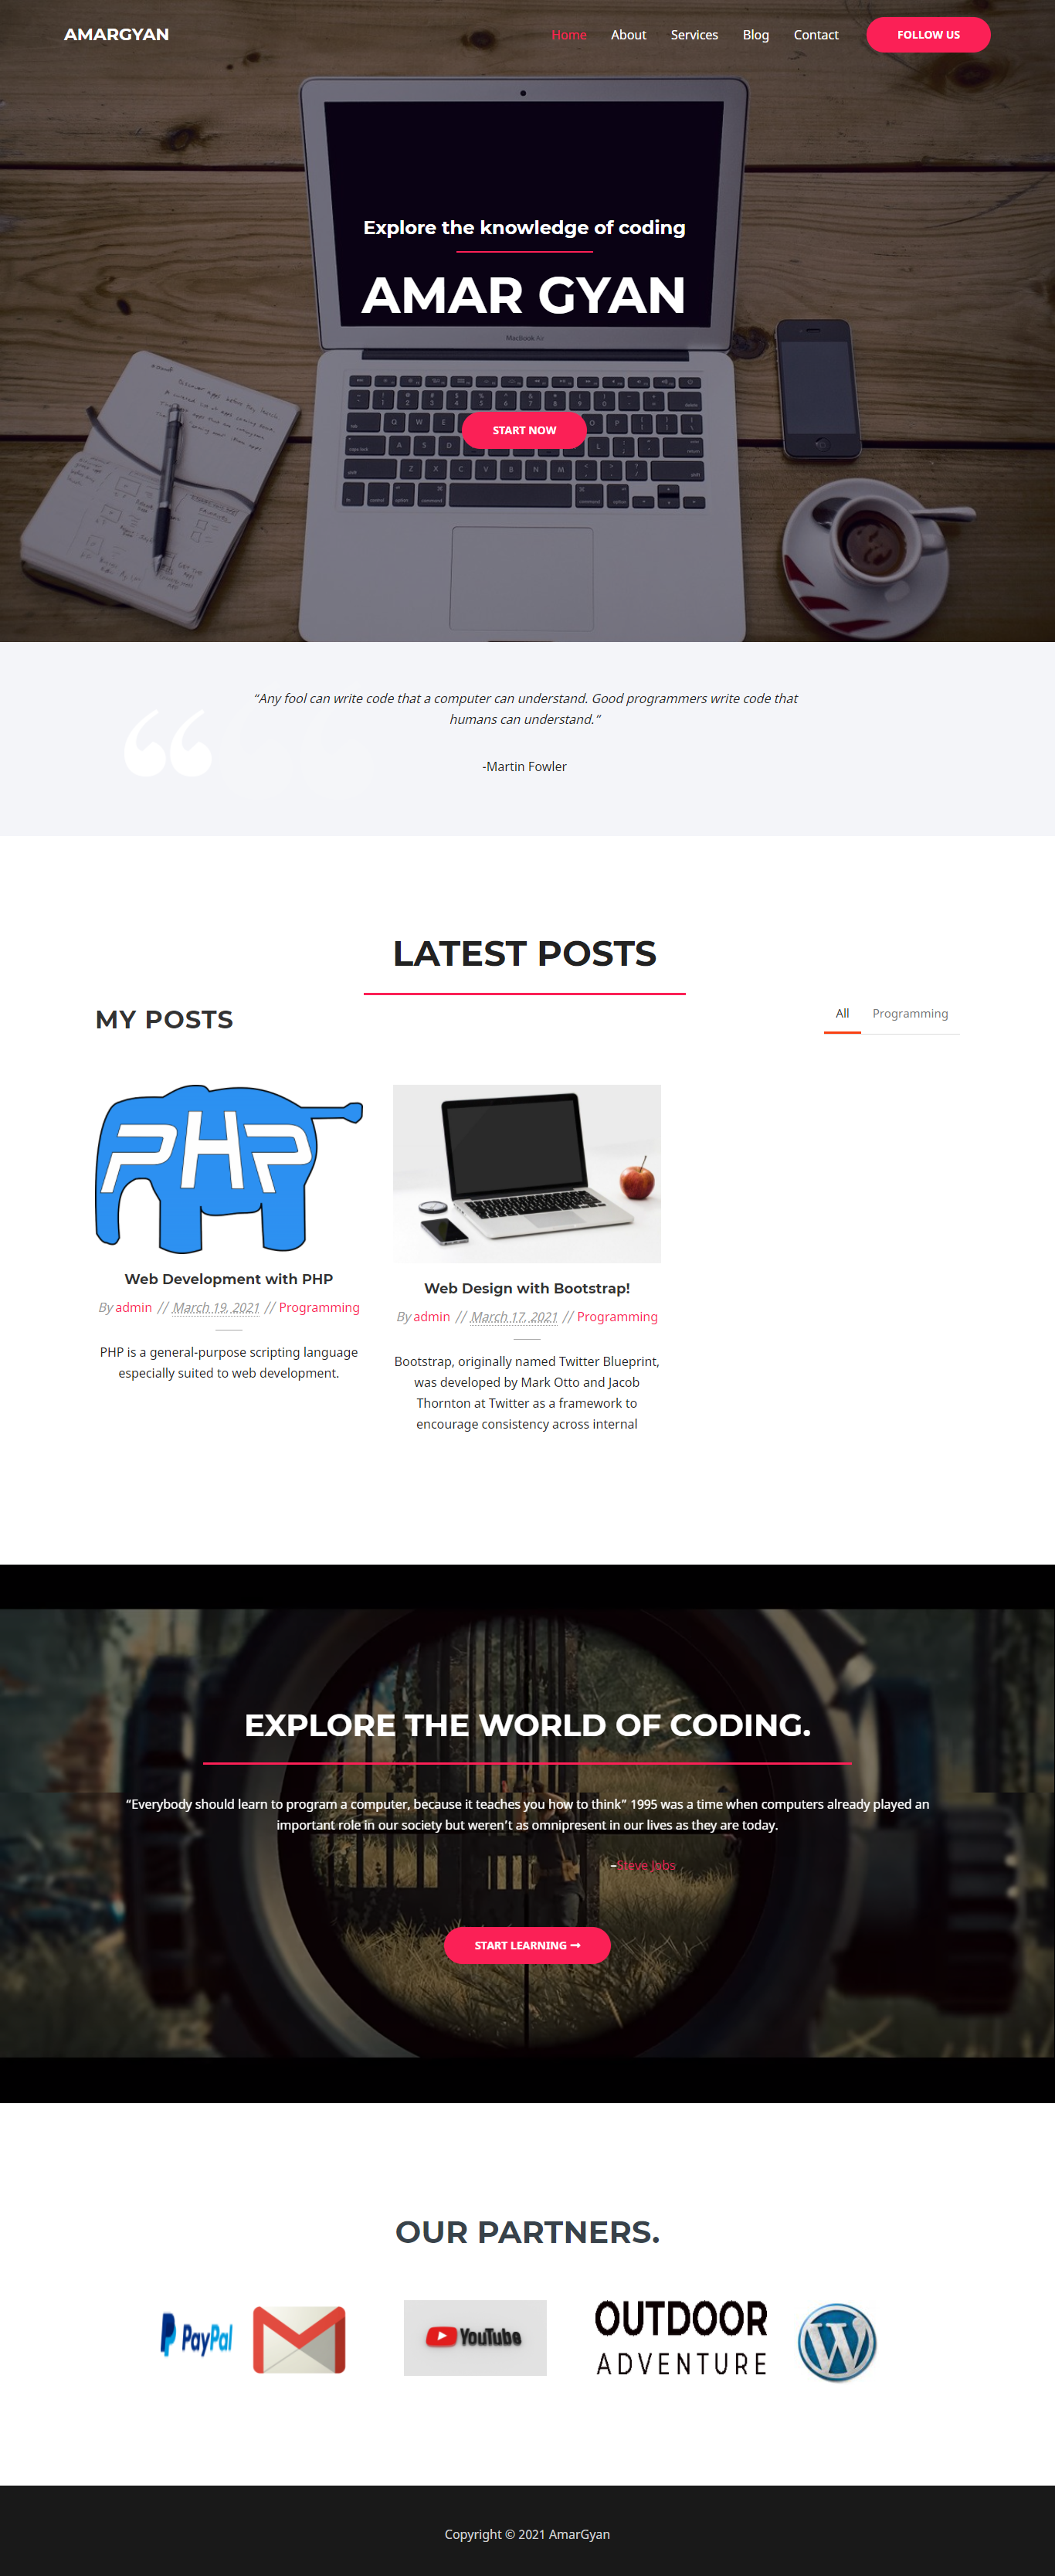 AMARGYAN
Home About Services Blog Contact FOLLOW US
Explore the knowledge of coding
AMAR GYAN
MacBook Air
START NOW
“Any fool can write code that a computer can understand. Good programmers write code that
humans can understand.”
-Martin Fowler
LATEST POSTS
MY POSTS
All Programming
PHP
Web Development with PHP
By admin // March 19, 2021 // Programming
PHP is a general-purpose scripting language
especially suited to web development.
Web Design with Bootstrap!
By admin // March 17, 2021 // Programming
Bootstrap, originally named Twitter Blueprint,
was developed by Mark Otto and Jacob
Thornton at Twitter as a framework to
encourage consistency across internal
EXPLORE THE WORLD OF CODING.
“Everybody should learn to program a computer, because it teaches you how to think” 1995 was a time when computers already played an
important role in our society but weren’t as omnipresent in our lives as they are today.
–Steve Jobs
START LEARNING ➞
OUR PARTNERS.
PayPal
YouTube
OUTDOOR
ADVENTURE
Copyright © 2021 AmarGyan